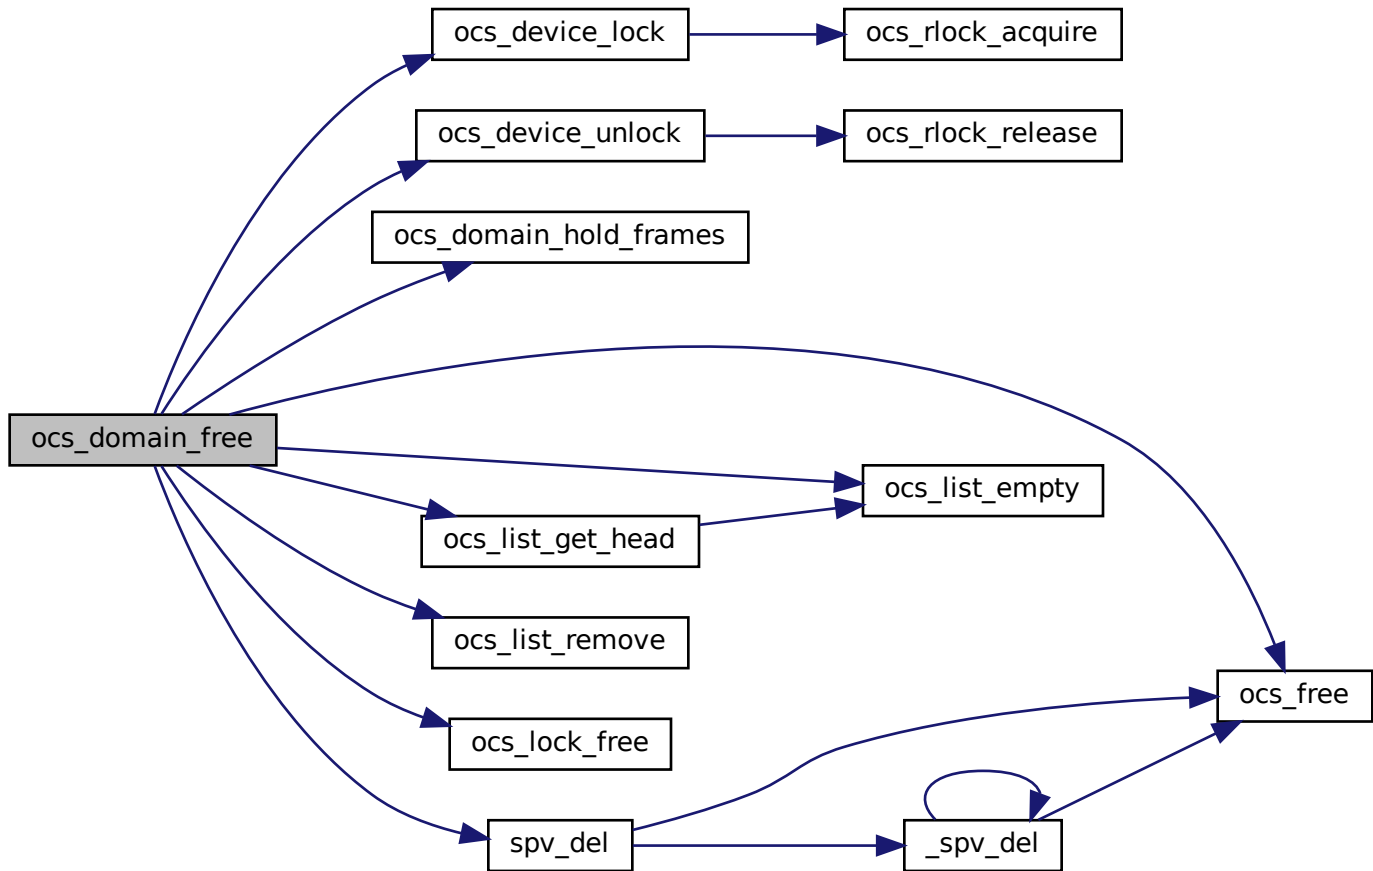 ocs_device_lock
ocs_rlock_acquire
ocs_device_unlock
ocs_rlock_release
ocs_domain_hold_frames
ocs_domain_free
ocs_list_empty
ocs_list_get_head
ocs_list_remove
ocs_free
ocs_lock_free
spv_del
_spv_del